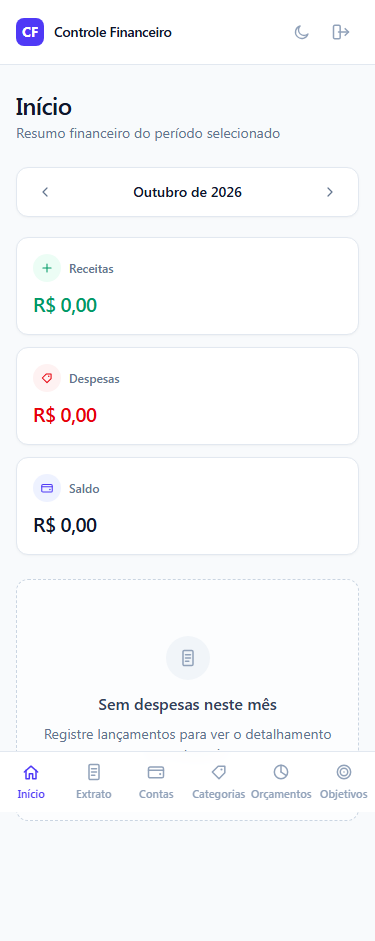 CF Controle Financeiro
Início
Resumo financeiro do período selecionado
Outubro de 2026
Receitas
R$ 0,00
Despesas
R$ 0,00
Saldo
R$ 0,00
Sem despesas neste mês
Registre lançamentos para ver o detalhamento
Início Extrato Contas Categorias Orçamentos Objetivos